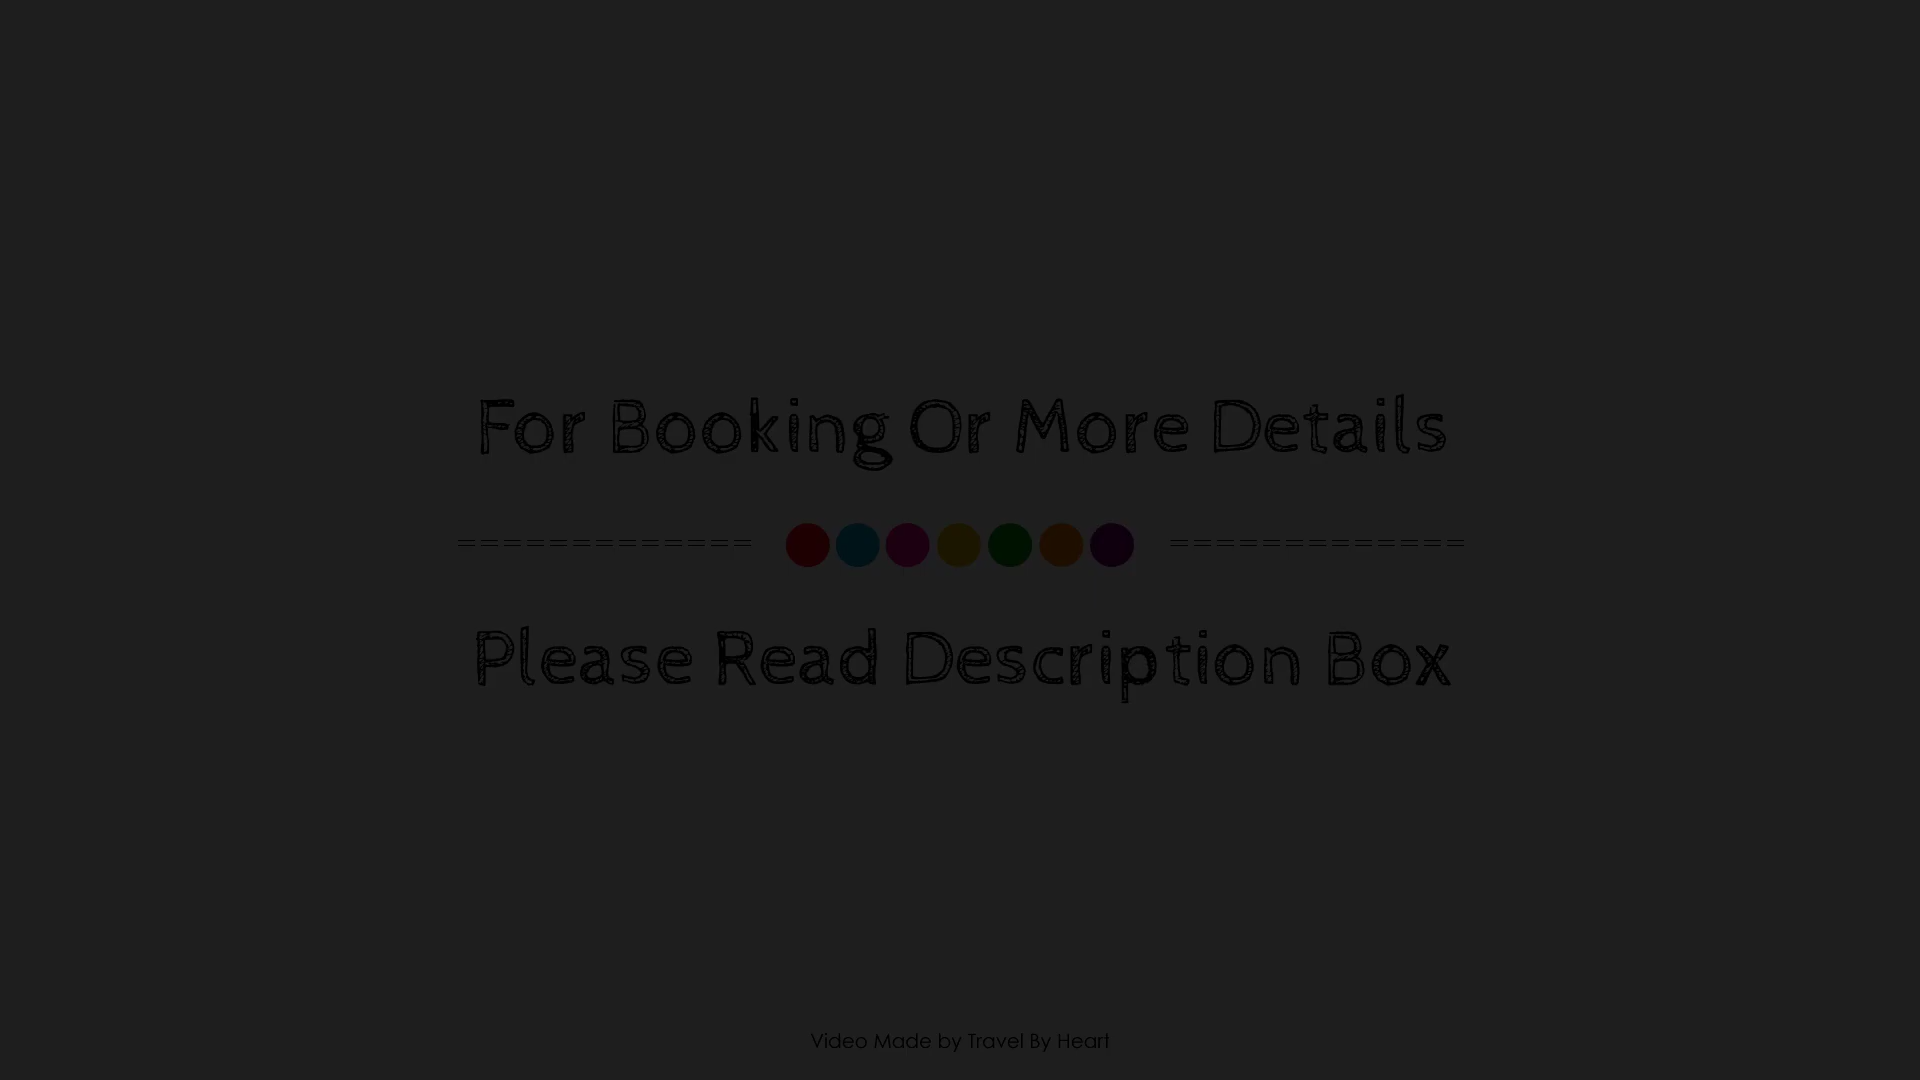 For Booking Or More Details
============= =============
Please Read Description Box
Video Made by Travel By Heart